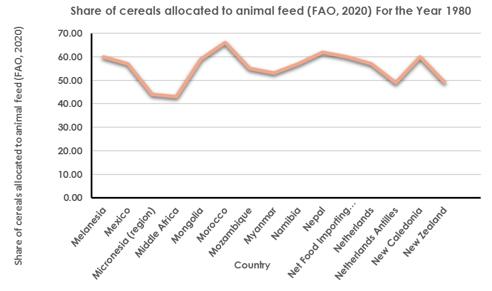 Share of cereals allocated to animal feed (FAO, 2020) For the Year 1980
Share of cereals allocated to animal feed (FAO, 2020)
70.00
60.00
50.00
40.00
30.00
20.00
10.00
0.00
Melanesia
Mexico
Micronesia (region)
Middle Africa
Mongolia
Morocco
Mozambique
Myanmar
Namibia
Nepal
Net Food Importing...
Netherlands
Netherlands Antilles
New Caledonia
New Zealand
Country